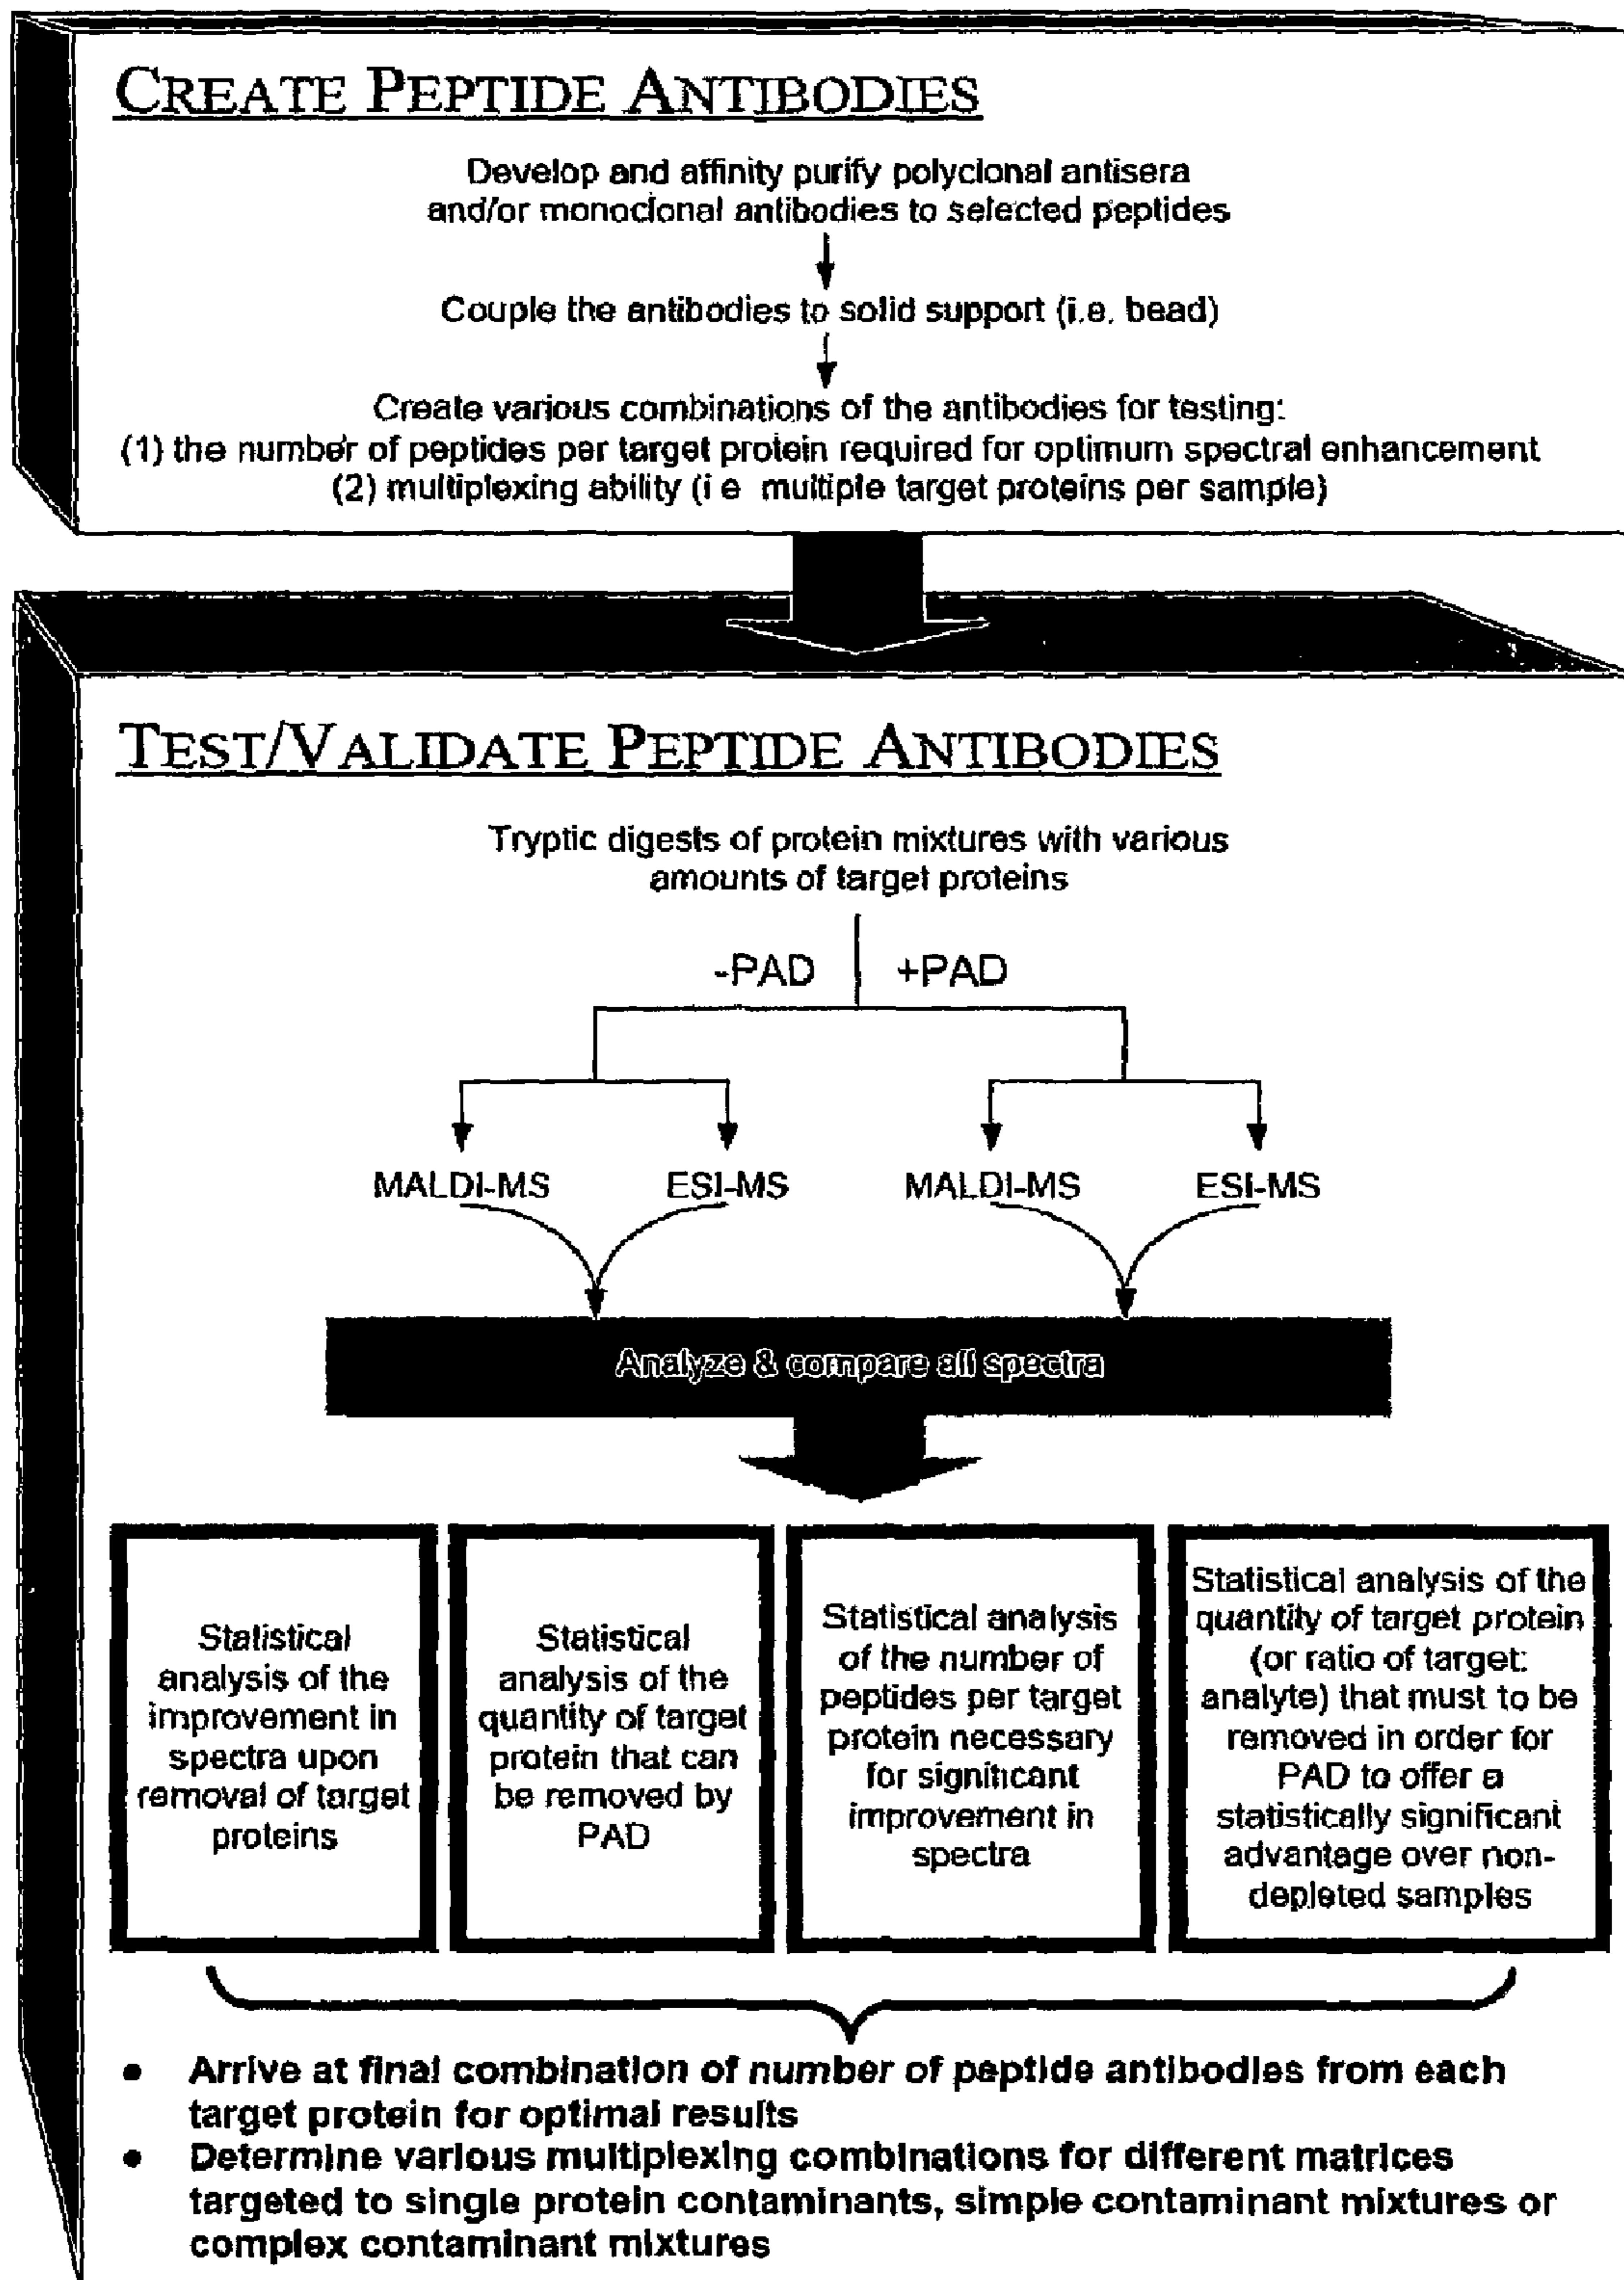 CREATE PEPTIDE ANTIBODIES
Develop and affinity purify polyclonal antisera
and/or monoclonal antibodies to selected peptides
Couple the antibodies to solid support (i.e. bead)
Create various combinations of the antibodies for testing:
(1) the number of peptides per target protein required for optimum spectral enhancement
(2) multiplexing ability (i e multiple target proteins per sample)
TEST/VALIDATE PEPTIDE ANTIBODIES
Tryptic digests of protein mixtures with various
amounts of target proteins
-PAD +PAD
MALDI-MS ESI-MS MALDI-MS ESI-MS
Analyze & compare all spectra
Statistical
analysis of the
improvement in
spectra upon
removal of target
proteins
Statistical
analysis of the
quantity of target
protein that can
be removed by
PAD
Statistical analysis
of the number of
peptides per target
protein necessary
for significant
improvement in
spectra
Statistical analysis of the
quantity of target protein
(or ratio of target:
analyte) that must to be
removed in order for
PAD to offer a
statistically significant
advantage over non-
depleted samples
• Arrive at final combination of number of peptide antibodies from each
target protein for optimal results
• Determine various multiplexing combinations for different matrices
targeted to single protein contaminants, simple contaminant mixtures or
complex contaminant mixtures